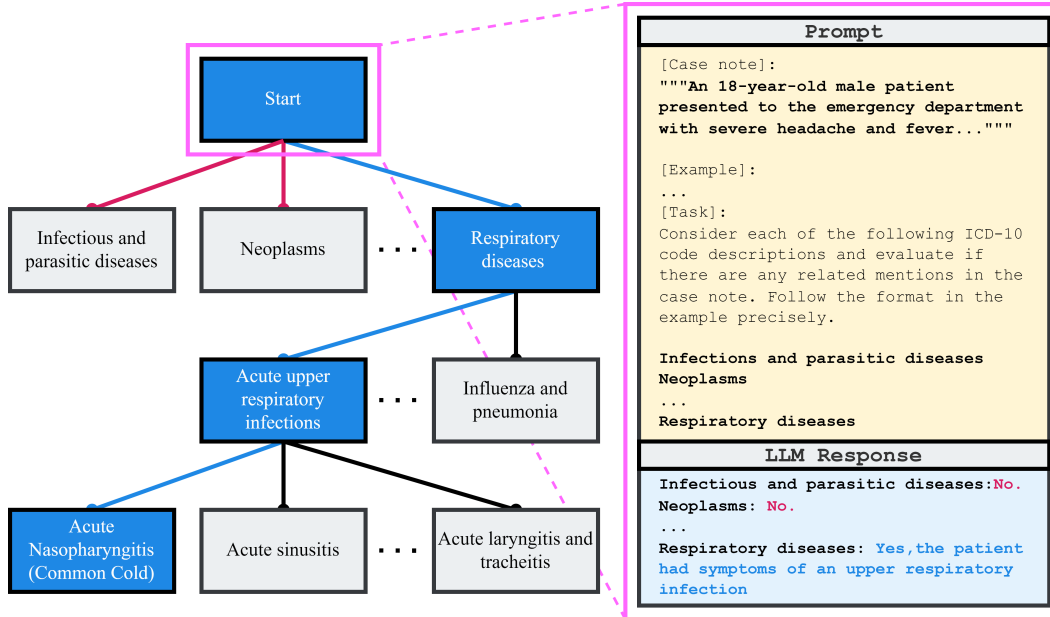 Start
Infectious and
parasitic diseases
Neoplasms
. . .
Respiratory
diseases
Acute upper
respiratory
infections
. . .
Influenza and
pneumonia
Acute
Nasopharyngitis
(Common Cold)
Acute sinusitis
. . .
Acute laryngitis and
tracheitis
Prompt
[Case note]:
"""An 18-year-old male patient
presented to the emergency department
with severe headache and fever..."""
[Example]:
...
[Task]:
Consider each of the following ICD-10
code descriptions and evaluate if
there are any related mentions in the
case note. Follow the format in the
example precisely.
Infections and parasitic diseases
Neoplasms
...
Respiratory diseases
LLM Response
Infectious and parasitic diseases:No.
Neoplasms: No.
...
Respiratory diseases: Yes,the patient
had symptoms of an upper respiratory
infection